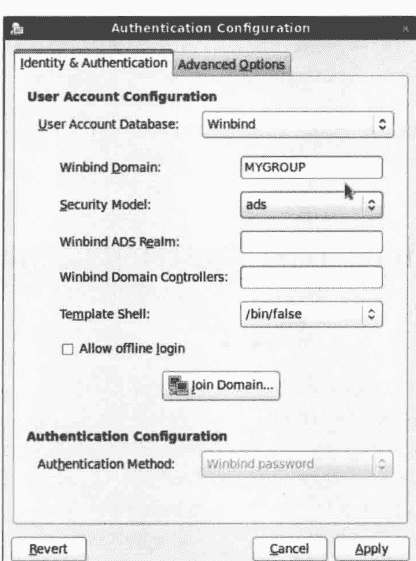 Authentication Configuration
Identity & Authentication Advanced Options
User Account Configuration
User Account Database: Winbind
Winbind Domain: MYGROUP
Security Model: ads
Winbind ADS Realm:
Winbind Domain Controllers:
Template Shell: /bin/false
Allow offline login
Join Domain...
Authentication Configuration
Authentication Method: Winbind password
Revert Cancel Apply